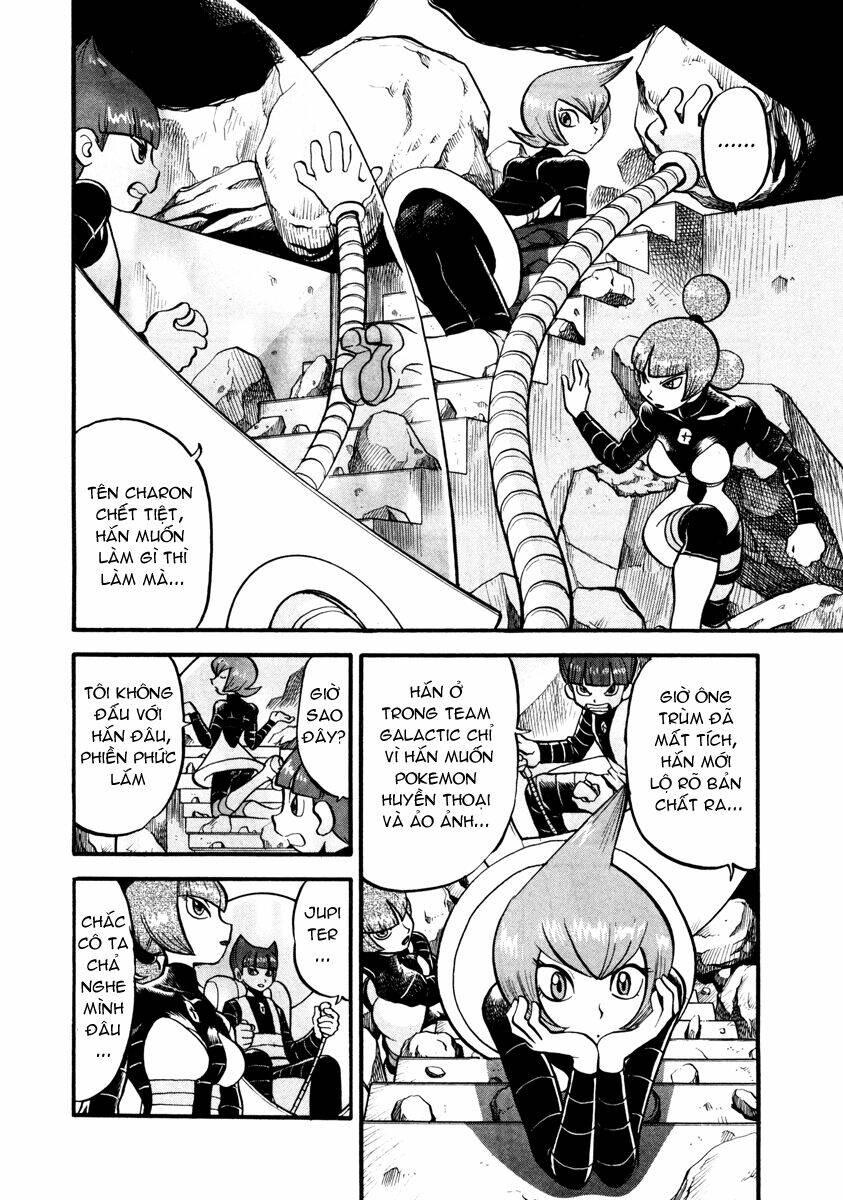 ......
TÊN CHARON
CHẾT TIỆT,
HẮN MUỐN
LÀM GÌ THÌ
LÀM MÀ...
GIỜ ÔNG
TRÙM ĐÃ
MẤT TÍCH,
HẮN MỚI
LỘ RÕ BẢN
CHẤT RA...
HẮN Ở
TRONG TEAM
GALACTIC CHỈ
VÌ HẮN MUỐN
POKEMON
HUYỀN THOẠI
VÀ ẢO ẢNH...
GIỜ
SAO
ĐÂY?
TÔI KHÔNG
ĐẤU VỚI
HẮN ĐÂU,
PHIỀN PHỨC
LẮM
JUPI
TER
...
CHẮC
CÔ TA
CHẢ
NGHE
MÌNH
ĐÂU
...